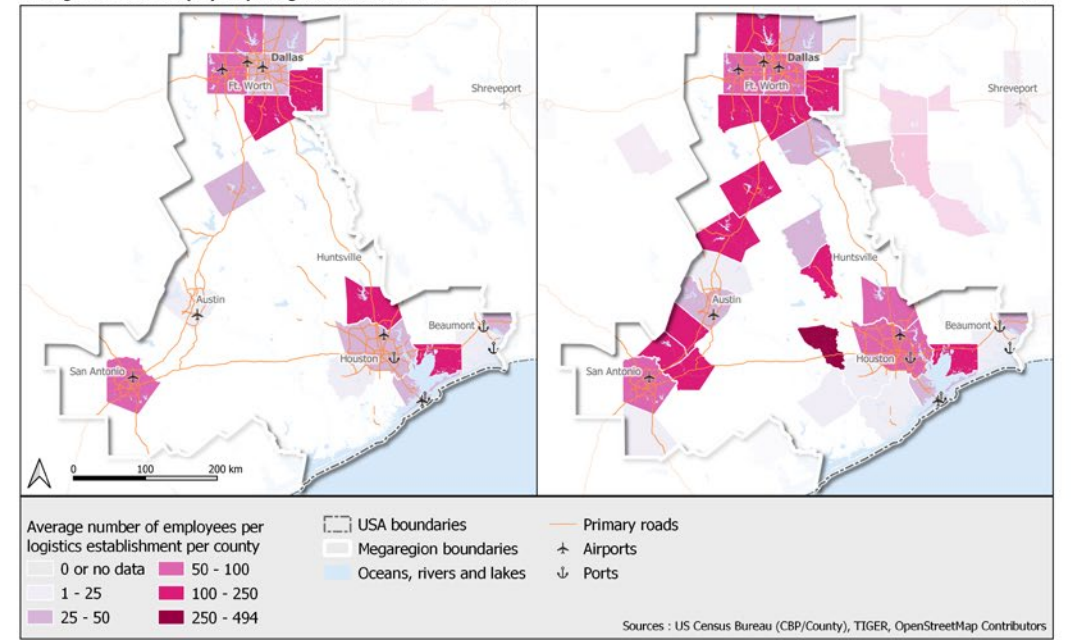 Dallas
Ft. Worth
Shreveport
Huntsville
Austin
Beaumont
Houston
San Antonio
0 100 200 km
Dallas
Ft. Worth
Shreveport
Huntsville
Austin
Beaumont
Houston
San Antonio
Average number of employees per
logistics establishment per county
0 or no data
50 - 100
1 - 25
100 - 250
25 - 50
250 - 494
USA boundaries
Megaregion boundaries
Oceans, rivers and lakes
Primary roads
Airports
Ports
Sources : US Census Bureau (CBP/County), TIGER, OpenStreetMap Contributors